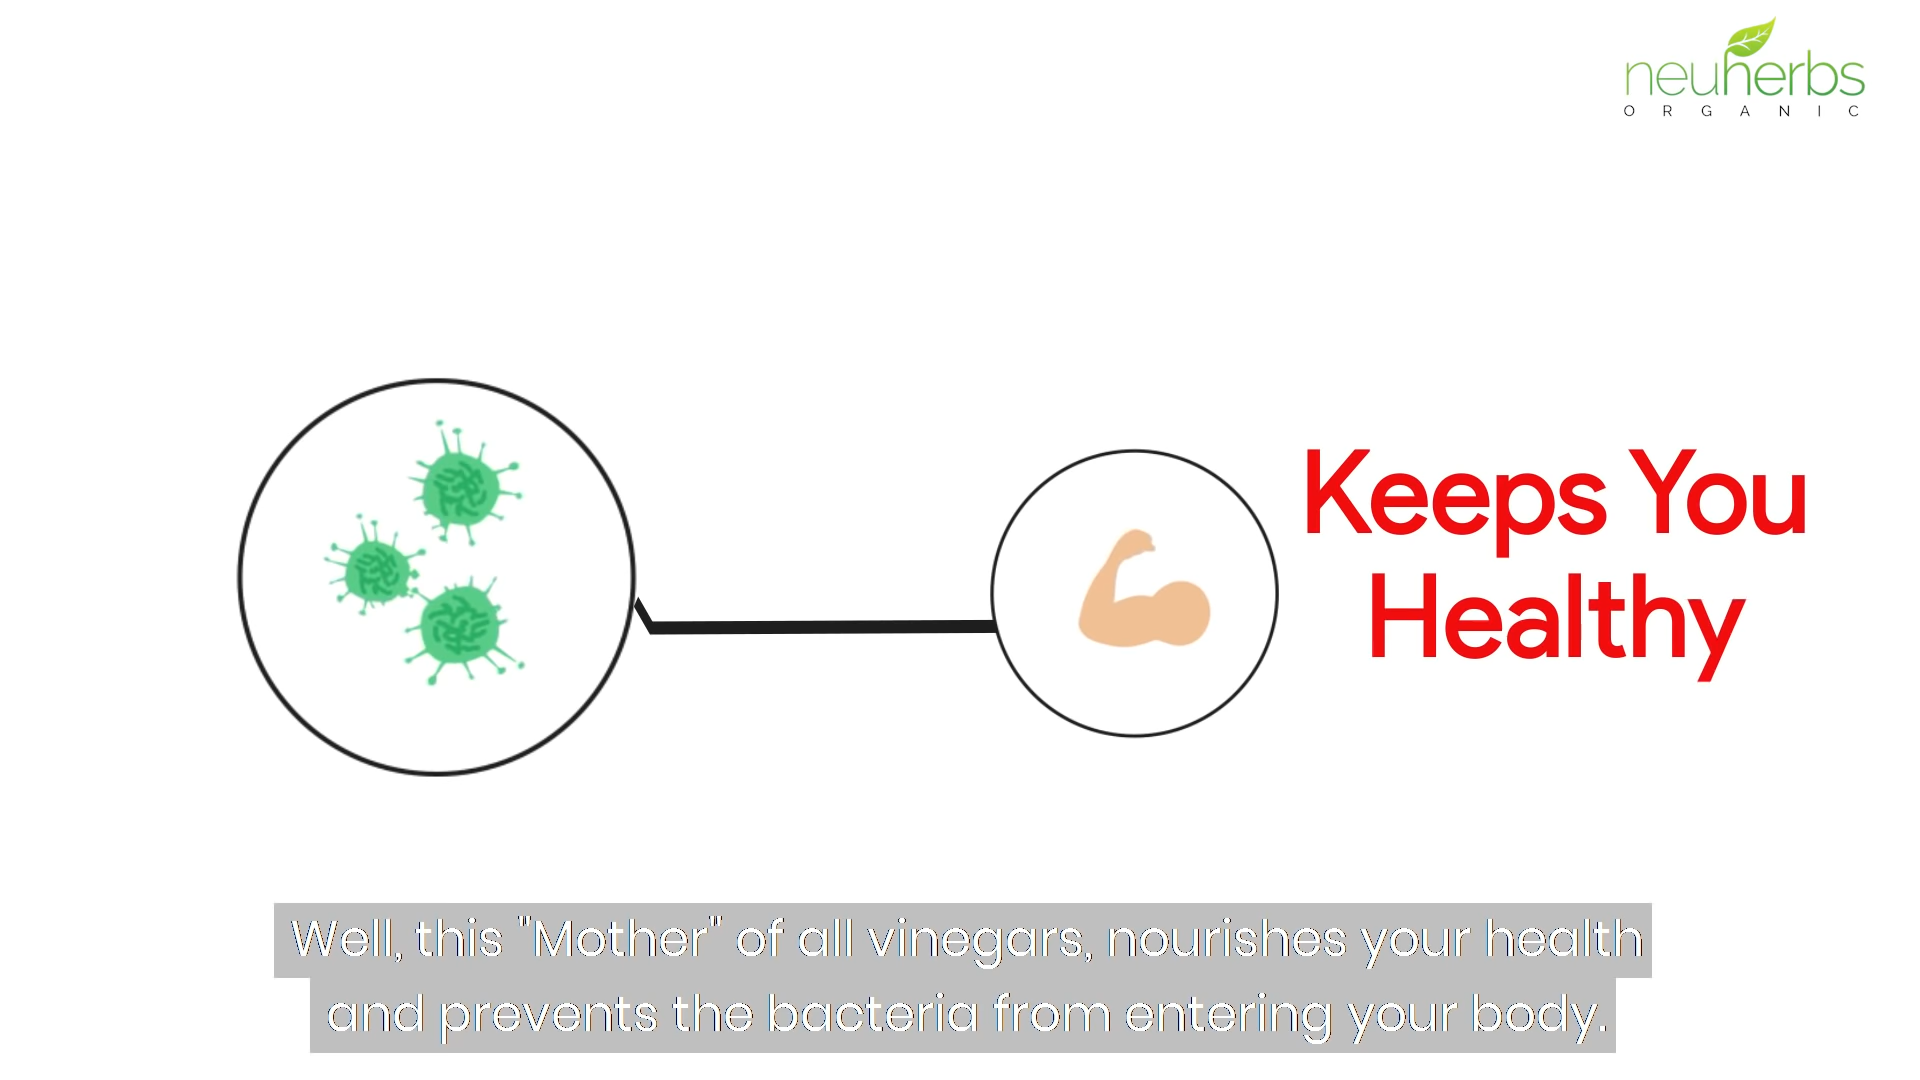 neuherbs
ORGANIC
Keeps You
Healthy
Well, this "Mother" of all vinegars, nourishes your health
and prevents the bacteria from entering your body.